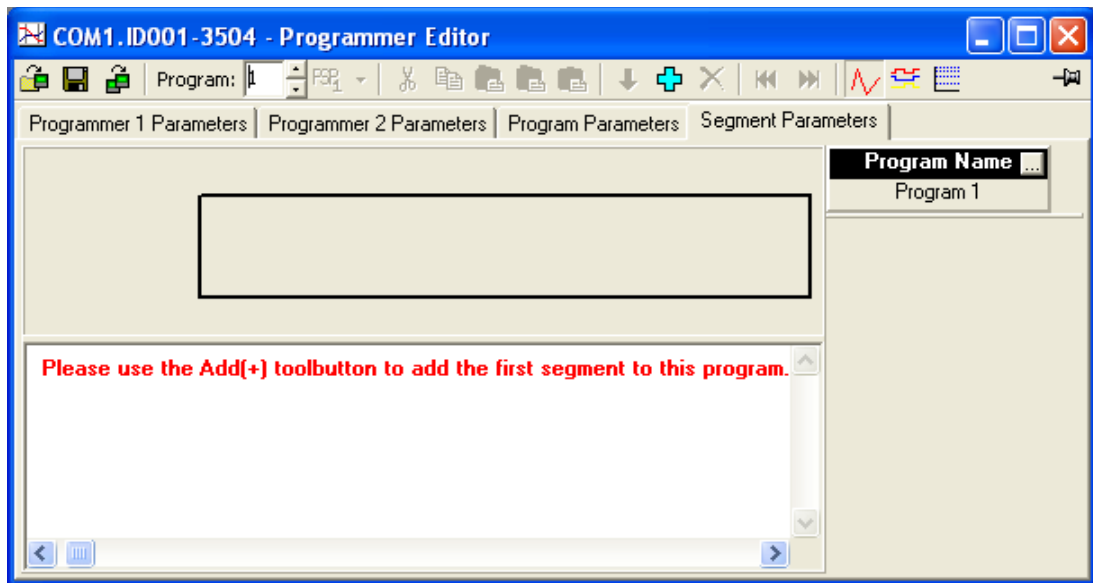 COM1.ID001-3504 - Programmer Editor
Program: 1
Programmer 1 Parameters
Programmer 2 Parameters
Program Parameters
Segment Parameters
Program Name ...
Program 1
Please use the Add(+) toolbutton to add the first segment to this program.